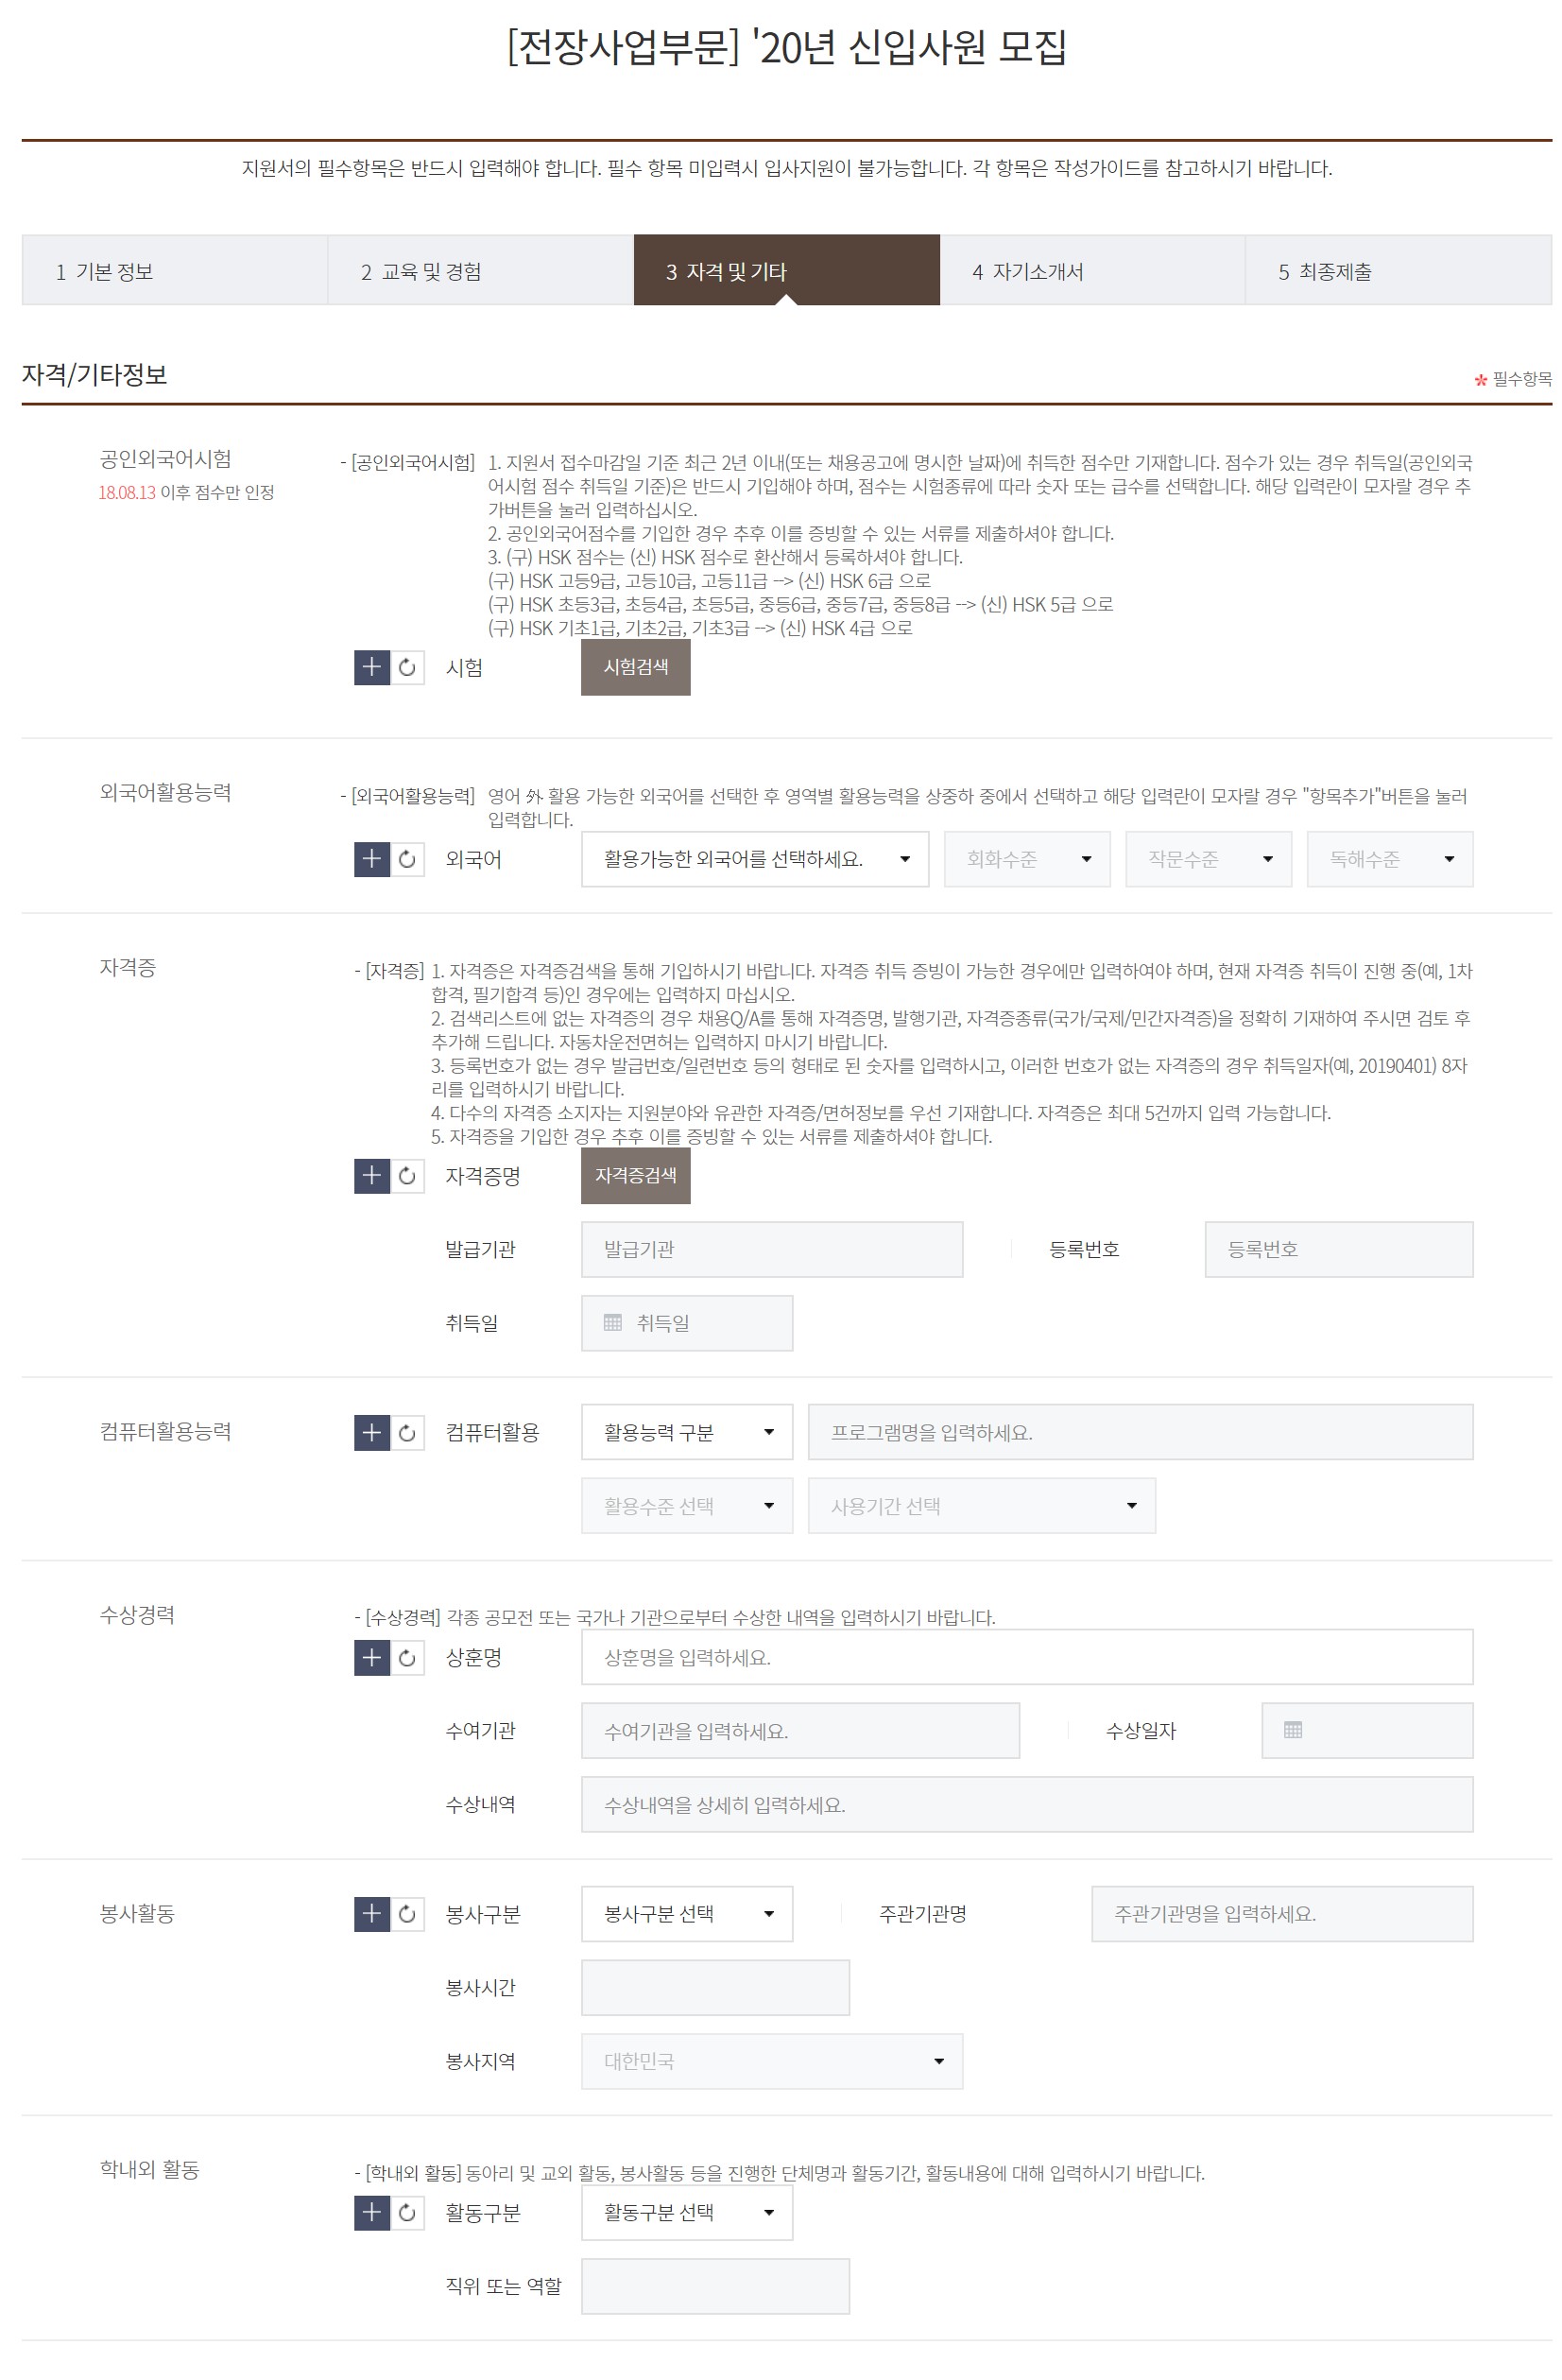 [전장사업부문] '20년 신입사원 모집
지원서의 필수항목은 반드시 입력해야 합니다. 필수 항목 미입력시 입사지원이 불가능합니다. 각 항목은 작성가이드를 참고하시기 바랍니다.
1 기본 정보
2 교육 및 경험
3 자격 및 기타
4 자기소개서
5 최종제출
자격/기타정보
* 필수항목
공인외국어시험
18.08.13 이후 점수만 인정
- [공인외국어시험] 1. 지원서 접수마감일 기준 최근 2년 이내(또는 채용공고에 명시한 날짜)에 취득한 점수만 기재합니다. 점수가 있는 경우 취득일(공인외국
어시험 점수 취득일 기준)은 반드시 기입해야 하며, 점수는 시험종류에 따라 숫자 또는 급수를 선택합니다. 해당 입력란이 모자랄 경우 추
가버튼을 눌러 입력하십시오.
2. 공인외국어점수를 기입한 경우 추후 이를 증빙할 수 있는 서류를 제출하셔야 합니다.
3. (구) HSK 점수는 (신) HSK 점수로 환산해서 등록하셔야 합니다.
(구) HSK 고등9급, 고등10급, 고등11급 --> (신) HSK 6급 으로
(구) HSK 초등3급, 초등4급, 초등5급, 중등6급, 중등7급, 중등8급 --> (신) HSK 5급 으로
(구) HSK 기초1급, 기초2급, 기초3급 --> (신) HSK 4급 으로
시험 시험검색
외국어활용능력
- [외국어활용능력] 영어 外 활용 가능한 외국어를 선택한 후 영역별 활용능력을 상중하 중에서 선택하고 해당 입력란이 모자랄 경우 "항목추가"버튼을 눌러
입력합니다.
외국어 활용가능한 외국어를 선택하세요. 회화수준 작문수준 독해수준
자격증
- [자격증] 1. 자격증은 자격증검색을 통해 기입하시기 바랍니다. 자격증 취득 증빙이 가능한 경우에만 입력하여야 하며, 현재 자격증 취득이 진행 중(예, 1차
합격, 필기합격 등)인 경우에는 입력하지 마십시오.
2. 검색리스트에 없는 자격증의 경우 채용Q/A를 통해 자격증명, 발행기관, 자격증종류(국가/국제/민간자격증)을 정확히 기재하여 주시면 검토 후
추가해 드립니다. 자동차운전면허는 입력하지 마시기 바랍니다.
3. 등록번호가 없는 경우 발급번호/일련번호 등의 형태로 된 숫자를 입력하시고, 이러한 번호가 없는 자격증의 경우 취득일자(예, 20190401) 8자
리를 입력하시기 바랍니다.
4. 다수의 자격증 소지자는 지원분야와 유관한 자격증/면허정보를 우선 기재합니다. 자격증은 최대 5건까지 입력 가능합니다.
5. 자격증을 기입한 경우 추후 이를 증빙할 수 있는 서류를 제출하셔야 합니다.
자격증명 자격증검색
발급기관 발급기관 등록번호 등록번호
취득일 취득일
컴퓨터활용능력
컴퓨터활용 활용능력 구분 프로그램명을 입력하세요.
활용수준 선택 사용기간 선택
수상경력
- [수상경력] 각종 공모전 또는 국가나 기관으로부터 수상한 내역을 입력하시기 바랍니다.
상훈명 상훈명을 입력하세요.
수여기관 수여기관을 입력하세요. 수상일자
수상내역 수상내역을 상세히 입력하세요.
봉사활동
봉사구분 봉사구분 선택 주관기관명 주관기관명을 입력하세요.
봉사시간
봉사지역 대한민국
학내외 활동
- [학내외 활동] 동아리 및 교외 활동, 봉사활동 등을 진행한 단체명과 활동기간, 활동내용에 대해 입력하시기 바랍니다.
활동구분 활동구분 선택
직위 또는 역할